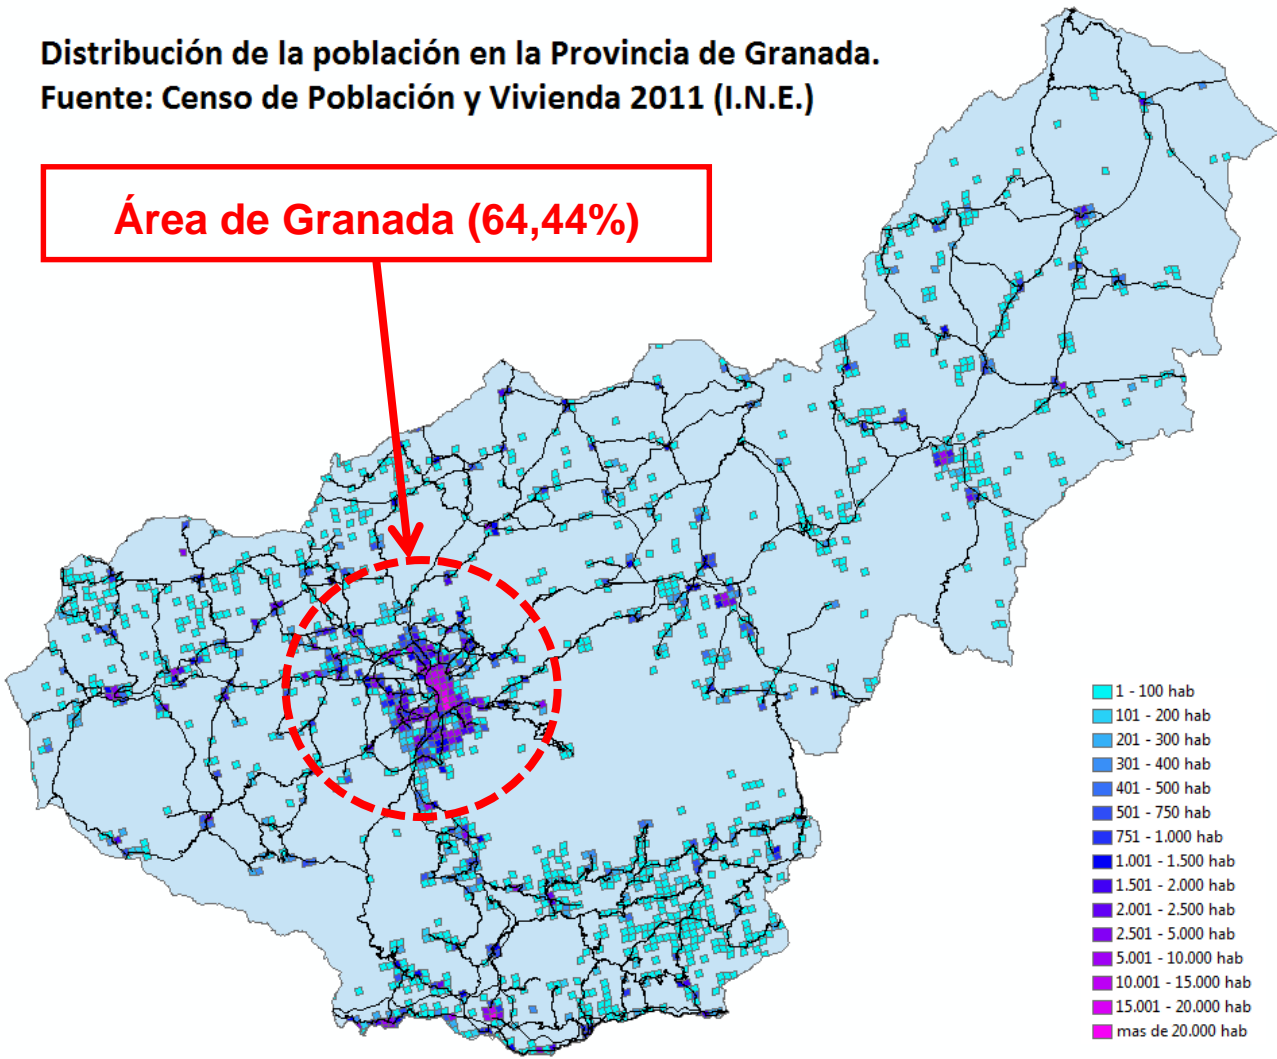 Distribución de la población en la Provincia de Granada.
Fuente: Censo de Población y Vivienda 2011 (I.N.E.)
Área de Granada (64,44%)
1 - 100 hab
101 - 200 hab
201 - 300 hab
301 - 400 hab
401 - 500 hab
501 - 750 hab
751 - 1.000 hab
1.001 - 1.500 hab
1.501 - 2.000 hab
2.001 - 2.500 hab
2.501 - 5.000 hab
5.001 - 10.000 hab
10.001 - 15.000 hab
15.001 - 20.000 hab
mas de 20.000 hab